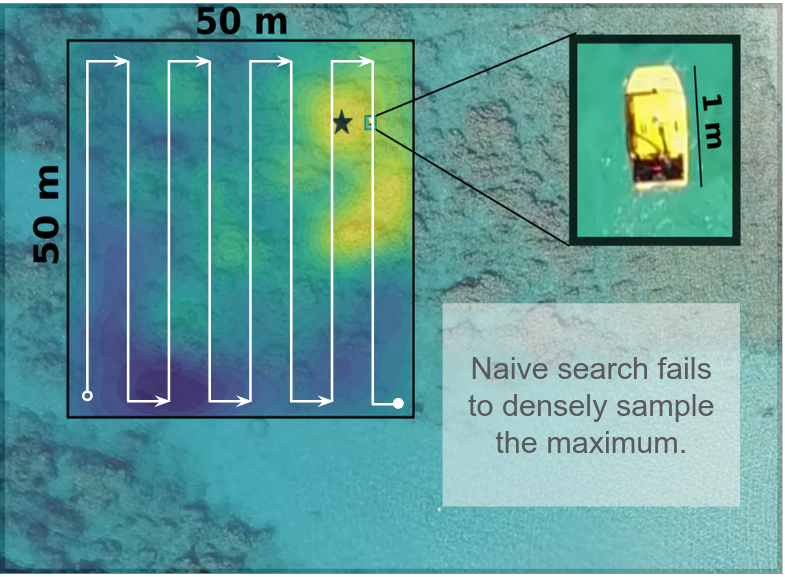 50 m
50 m
1 m
Naive search fails
to densely sample
the maximum.